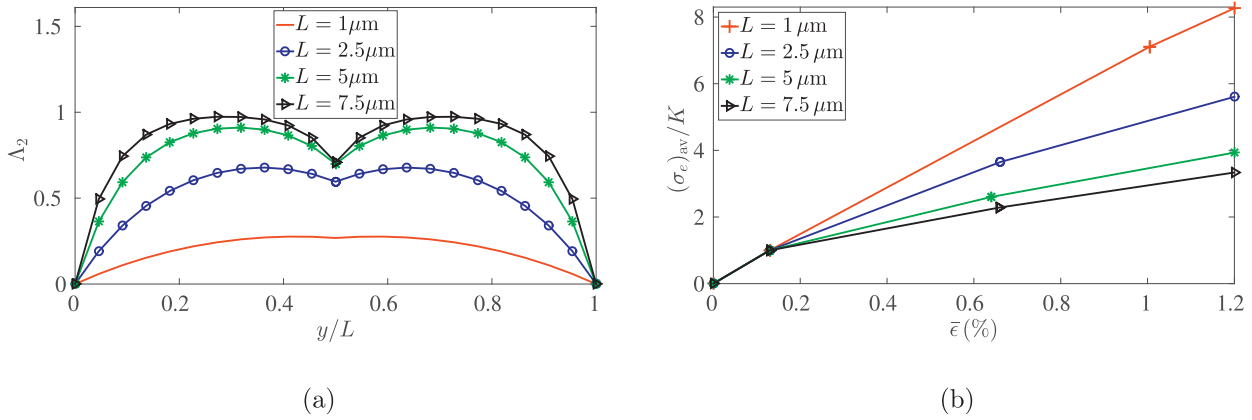 1.5
1
0.5
0
Λ₂
0 0.2 0.4 0.6 0.8 1
y/L
L = 1μm
L = 2.5μm
L = 5μm
L = 7.5μm
(a)
8
6
4
2
0
(σₑ)ₐᵥ/K
0 0.2 0.4 0.6 0.8 1 1.2
ϵ̄(%)
L = 1 μm
L = 2.5 μm
L = 5 μm
L = 7.5 μm
(b)